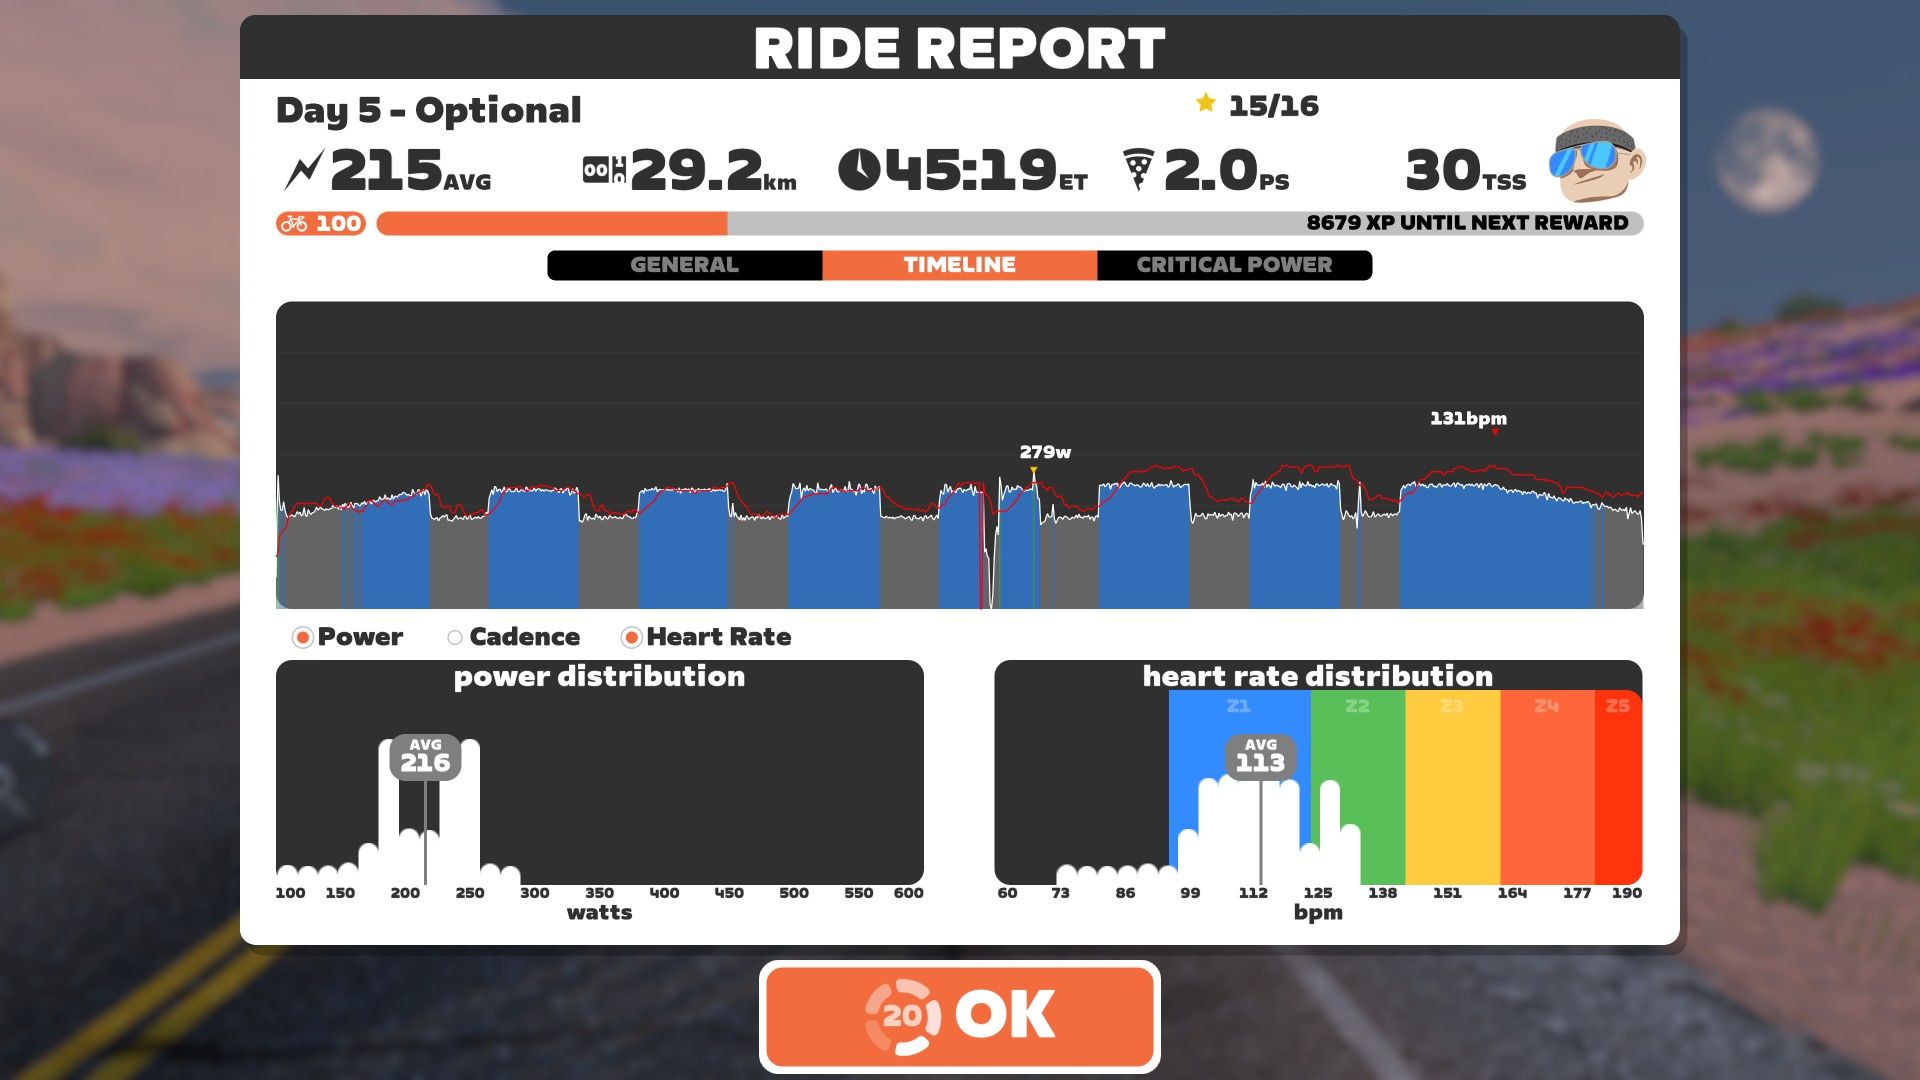 RIDE REPORT
Day 5 - Optional
15/16
215AVG
29.2km
45:19ET
2.0PS
30TSS
100
8679 XP UNTIL NEXT REWARD
GENERAL
TIMELINE
CRITICAL POWER
131bpm
279w
Power
Cadence
Heart Rate
power distribution
AVG
216
100 150 200 250 300 350 400 450 500 550 600
watts
heart rate distribution
Z1 Z2 Z3 Z4 Z5
AVG
113
60 73 86 99 112 125 138 151 164 177 190
bpm
20 OK